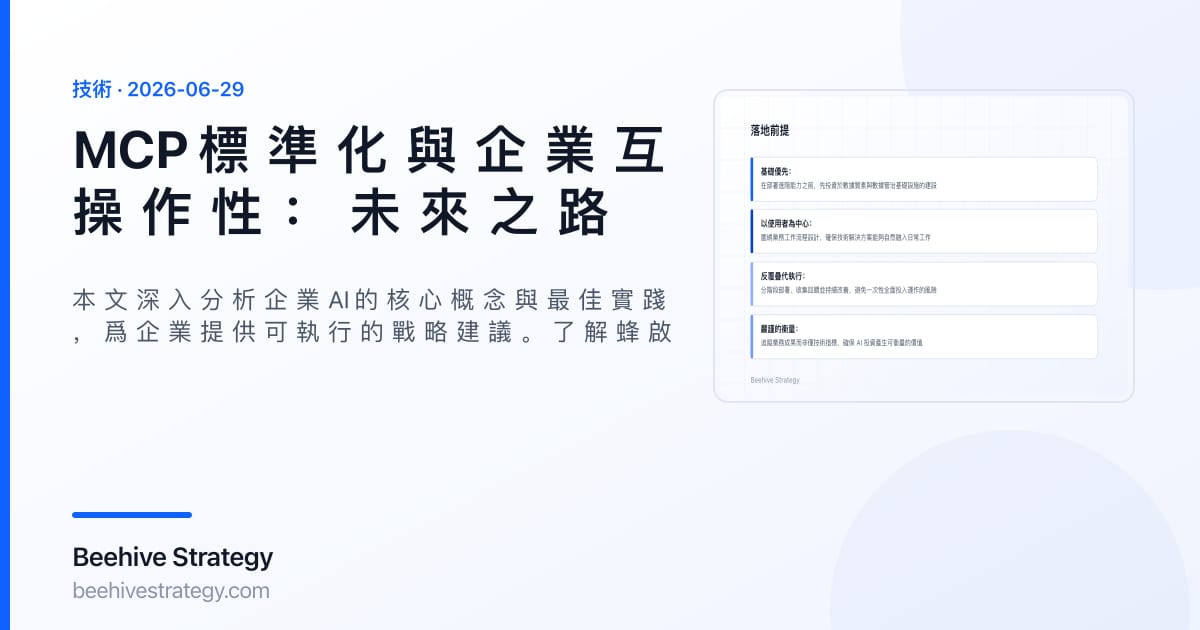 技術 · 2026-06-29
MCP標準化與企業互
操作性：未來之路
本文深入分析企業AI的核心概念與最佳實踐
，爲企業提供可執行的戰略建議。了解蜂啟
落地前提
基礎優先：
在部署進階能力之前，先投資於數據質素與數據管治基礎設施的建設
以使用者為中心：
圍繞業務工作流程設計，確保技術解決方案能夠自然融入日常工作
反覆疊代執行：
分階段部署、收集回饋並持續改善，避免一次性全面投入運作的風險
嚴謹的衡量：
追蹤業務成果而非僅技術指標，確保 AI 投資產生可衡量的價值
Beehive Strategy
Beehive Strategy
beehivestrategy.com